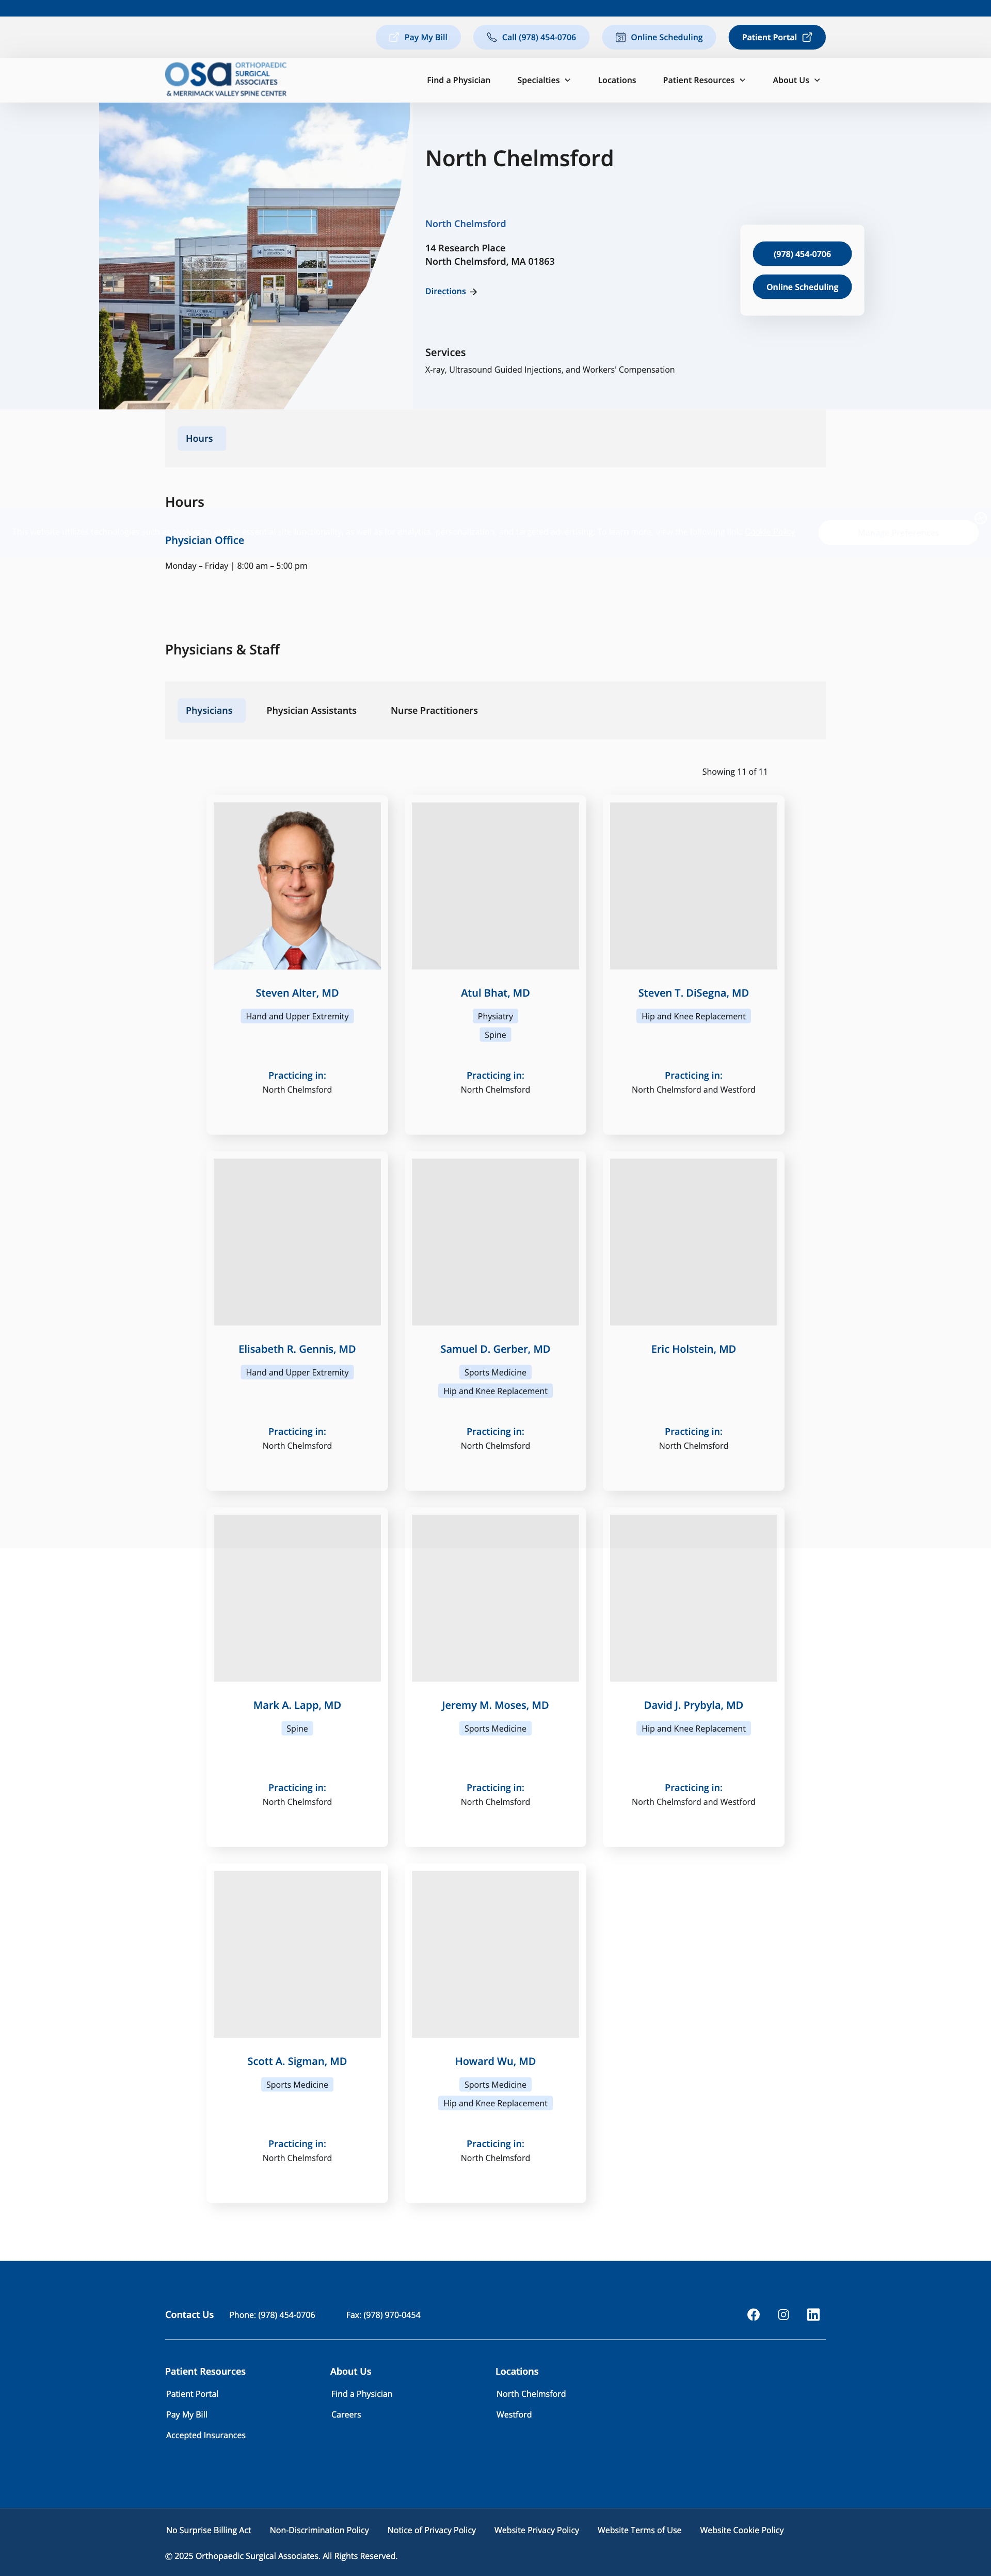 Pay My Bill
Call (978) 454-0706
Online Scheduling
Patient Portal
osa ORTHOPAEDIC
SURGICAL
ASSOCIATES
& MERRIMACK VALLEY SPINE CENTER
Find a Physician
Specialties
Locations
Patient Resources
About Us
North Chelmsford
North Chelmsford
14 Research Place
North Chelmsford, MA 01863
Directions
(978) 454-0706
Online Scheduling
Services
X-ray, Ultrasound Guided Injections, and Workers' Compensation
Hours
Hours
Physician Office
Monday – Friday | 8:00 am – 5:00 pm
Physicians & Staff
Physicians
Physician Assistants
Nurse Practitioners
Showing 11 of 11
Steven Alter, MD
Hand and Upper Extremity
Practicing in:
North Chelmsford
Atul Bhat, MD
Physiatry
Spine
Practicing in:
North Chelmsford
Steven T. DiSegna, MD
Hip and Knee Replacement
Practicing in:
North Chelmsford and Westford
Elisabeth R. Gennis, MD
Hand and Upper Extremity
Practicing in:
North Chelmsford
Samuel D. Gerber, MD
Sports Medicine
Hip and Knee Replacement
Practicing in:
North Chelmsford
Eric Holstein, MD
Practicing in:
North Chelmsford
Mark A. Lapp, MD
Spine
Practicing in:
North Chelmsford
Jeremy M. Moses, MD
Sports Medicine
Practicing in:
North Chelmsford
David J. Prybyla, MD
Hip and Knee Replacement
Practicing in:
North Chelmsford and Westford
Scott A. Sigman, MD
Sports Medicine
Practicing in:
North Chelmsford
Howard Wu, MD
Sports Medicine
Hip and Knee Replacement
Practicing in:
North Chelmsford
Contact Us
Phone: (978) 454-0706
Fax: (978) 970-0454
Patient Resources
Patient Portal
Pay My Bill
Accepted Insurances
About Us
Find a Physician
Careers
Locations
North Chelmsford
Westford
No Surprise Billing Act
Non-Discrimination Policy
Notice of Privacy Policy
Website Privacy Policy
Website Terms of Use
Website Cookie Policy
© 2025 Orthopaedic Surgical Associates. All Rights Reserved.